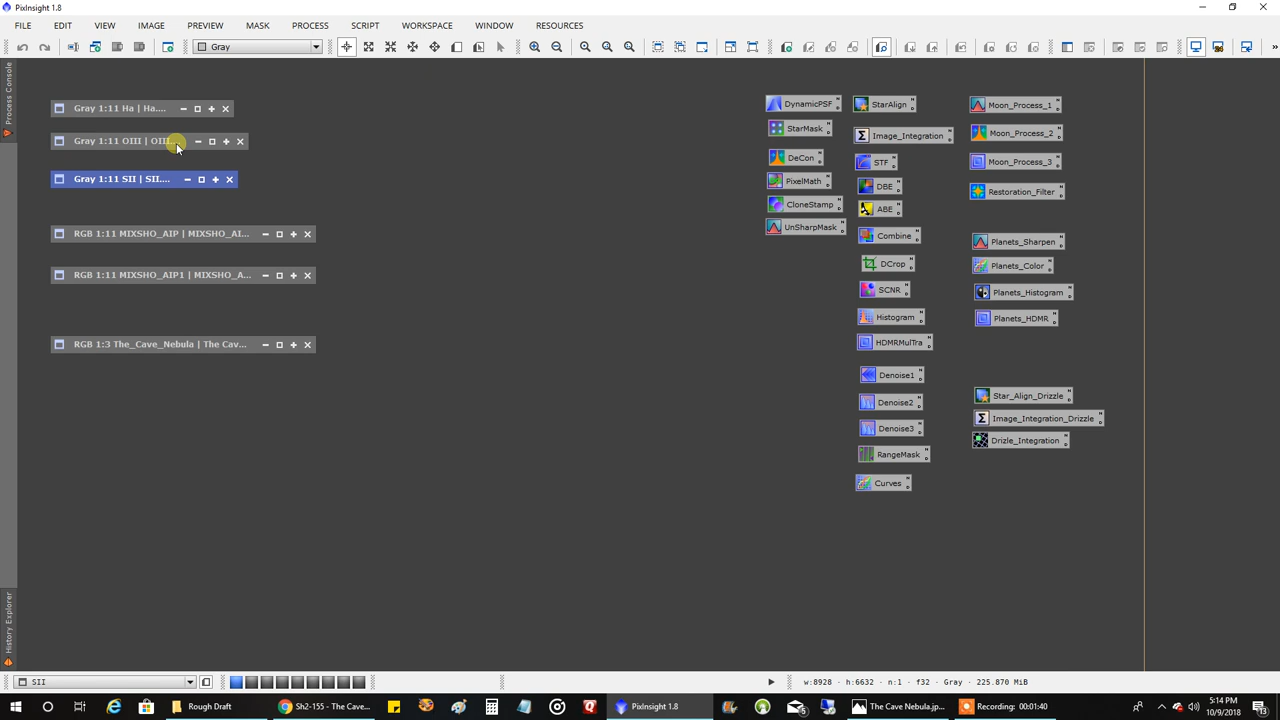 PixInsight 1.8
FILE EDIT VIEW IMAGE PREVIEW MASK PROCESS SCRIPT WORKSPACE WINDOW RESOURCES
Gray
Process Console
History Explorer
Gray 1:11 Ha | Ha....
Gray 1:11 OIII | OIII...
Gray 1:11 SII | SII....
RGB 1:11 MIXSHO_AIP | MIXSHO_AI...
RGB 1:11 MIXSHO_AIP1 | MIXSHO_A...
RGB 1:3 The_Cave_Nebula | The Cav...
DynamicPSF
StarMask
DeCon
PixelMath
CloneStamp
UnSharpMask
StarAlign
Image_Integration
STF
DBE
ABE
Combine
DCrop
SCNR
Histogram
HDMRMulTra
Denoise1
Denoise2
Denoise3
RangeMask
Curves
Moon_Process_1
Moon_Process_2
Moon_Process_3
Restoration_Filter
Planets_Sharpen
Planets_Color
Planets_Histogram
Planets_HDMR
Star_Align_Drizzle
Image_Integration_Drizzle
Drizle_Integration
SII
w:8928 · h:6632 · n:1 · f32 · Gray · 225.870 MiB
Rough Draft
Sh2-155 - The Cave...
PixInsight 1.8
The Cave Nebula.jp...
Recording: 00:01:40
5:14 PM
10/9/2018